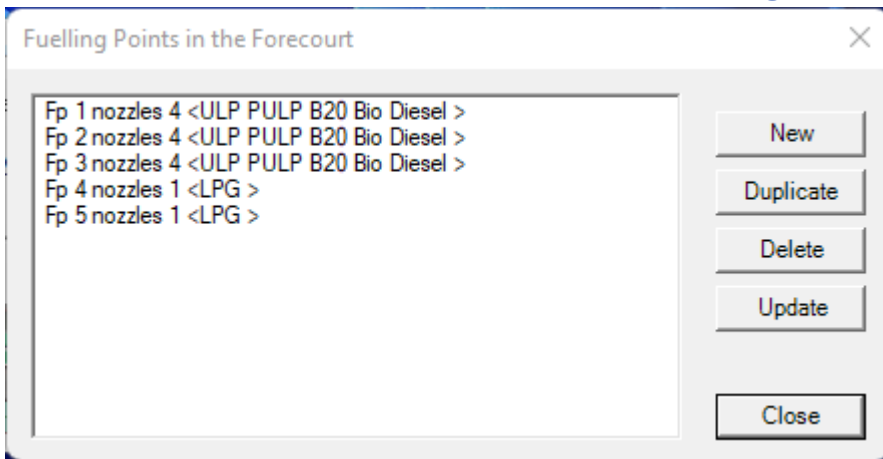 Fuelling Points in the Forecourt
Fp 1 nozzles 4 <ULP PULP B20 Bio Diesel >
Fp 2 nozzles 4 <ULP PULP B20 Bio Diesel >
Fp 3 nozzles 4 <ULP PULP B20 Bio Diesel >
Fp 4 nozzles 1 <LPG >
Fp 5 nozzles 1 <LPG >
New
Duplicate
Delete
Update
Close